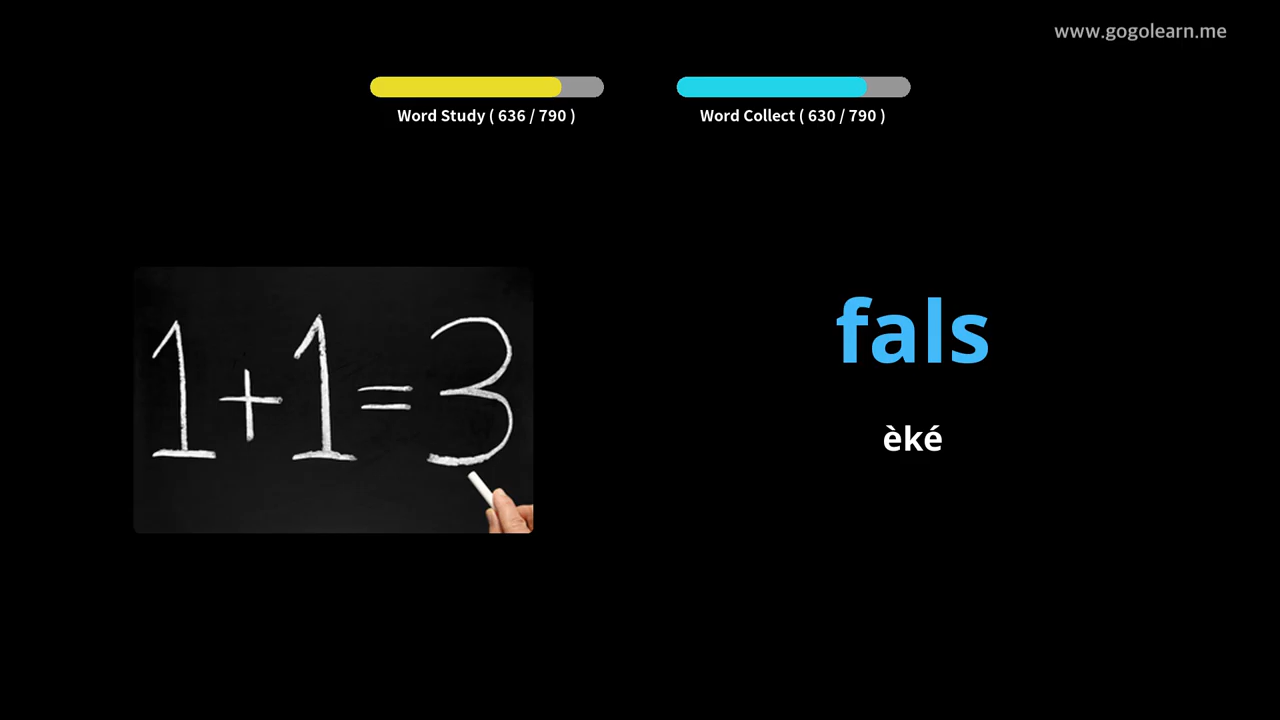 www.gogolearn.me
Word Study ( 636 / 790 )
Word Collect ( 630 / 790 )
1+1=3
fals
èké